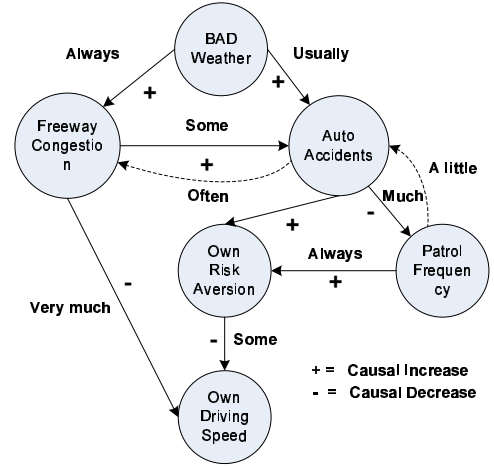 BAD
Weather
Always
Usually
+
+
Freeway
Congestio
n
Some
+
Often
Auto
Accidents
A little
Much
-
+
Own
Risk
Aversion
Always
+
Patrol
Frequen
cy
-
Very much
-
Some
Own
Driving
Speed
+ = Causal Increase
- = Causal Decrease